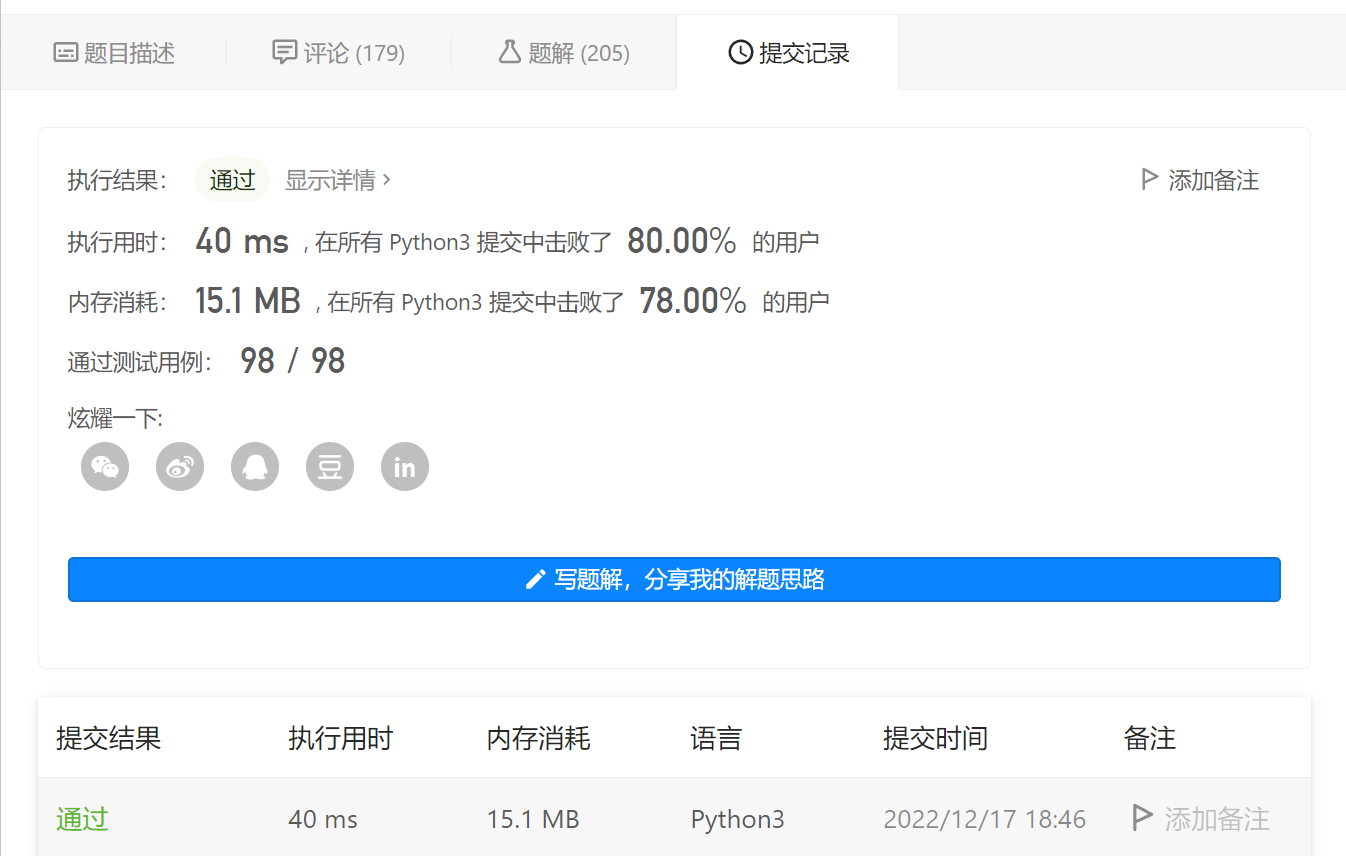 题目描述 评论 (179) 题解 (205) 提交记录
执行结果： 通过 显示详情 › 添加备注
执行用时： 40 ms , 在所有 Python3 提交中击败了 80.00% 的用户
内存消耗： 15.1 MB , 在所有 Python3 提交中击败了 78.00% 的用户
通过测试用例： 98 / 98
炫耀一下:
豆 in
写题解，分享我的解题思路
提交结果 执行用时 内存消耗 语言 提交时间 备注
通过 40 ms 15.1 MB Python3 2022/12/17 18:46 添加备注